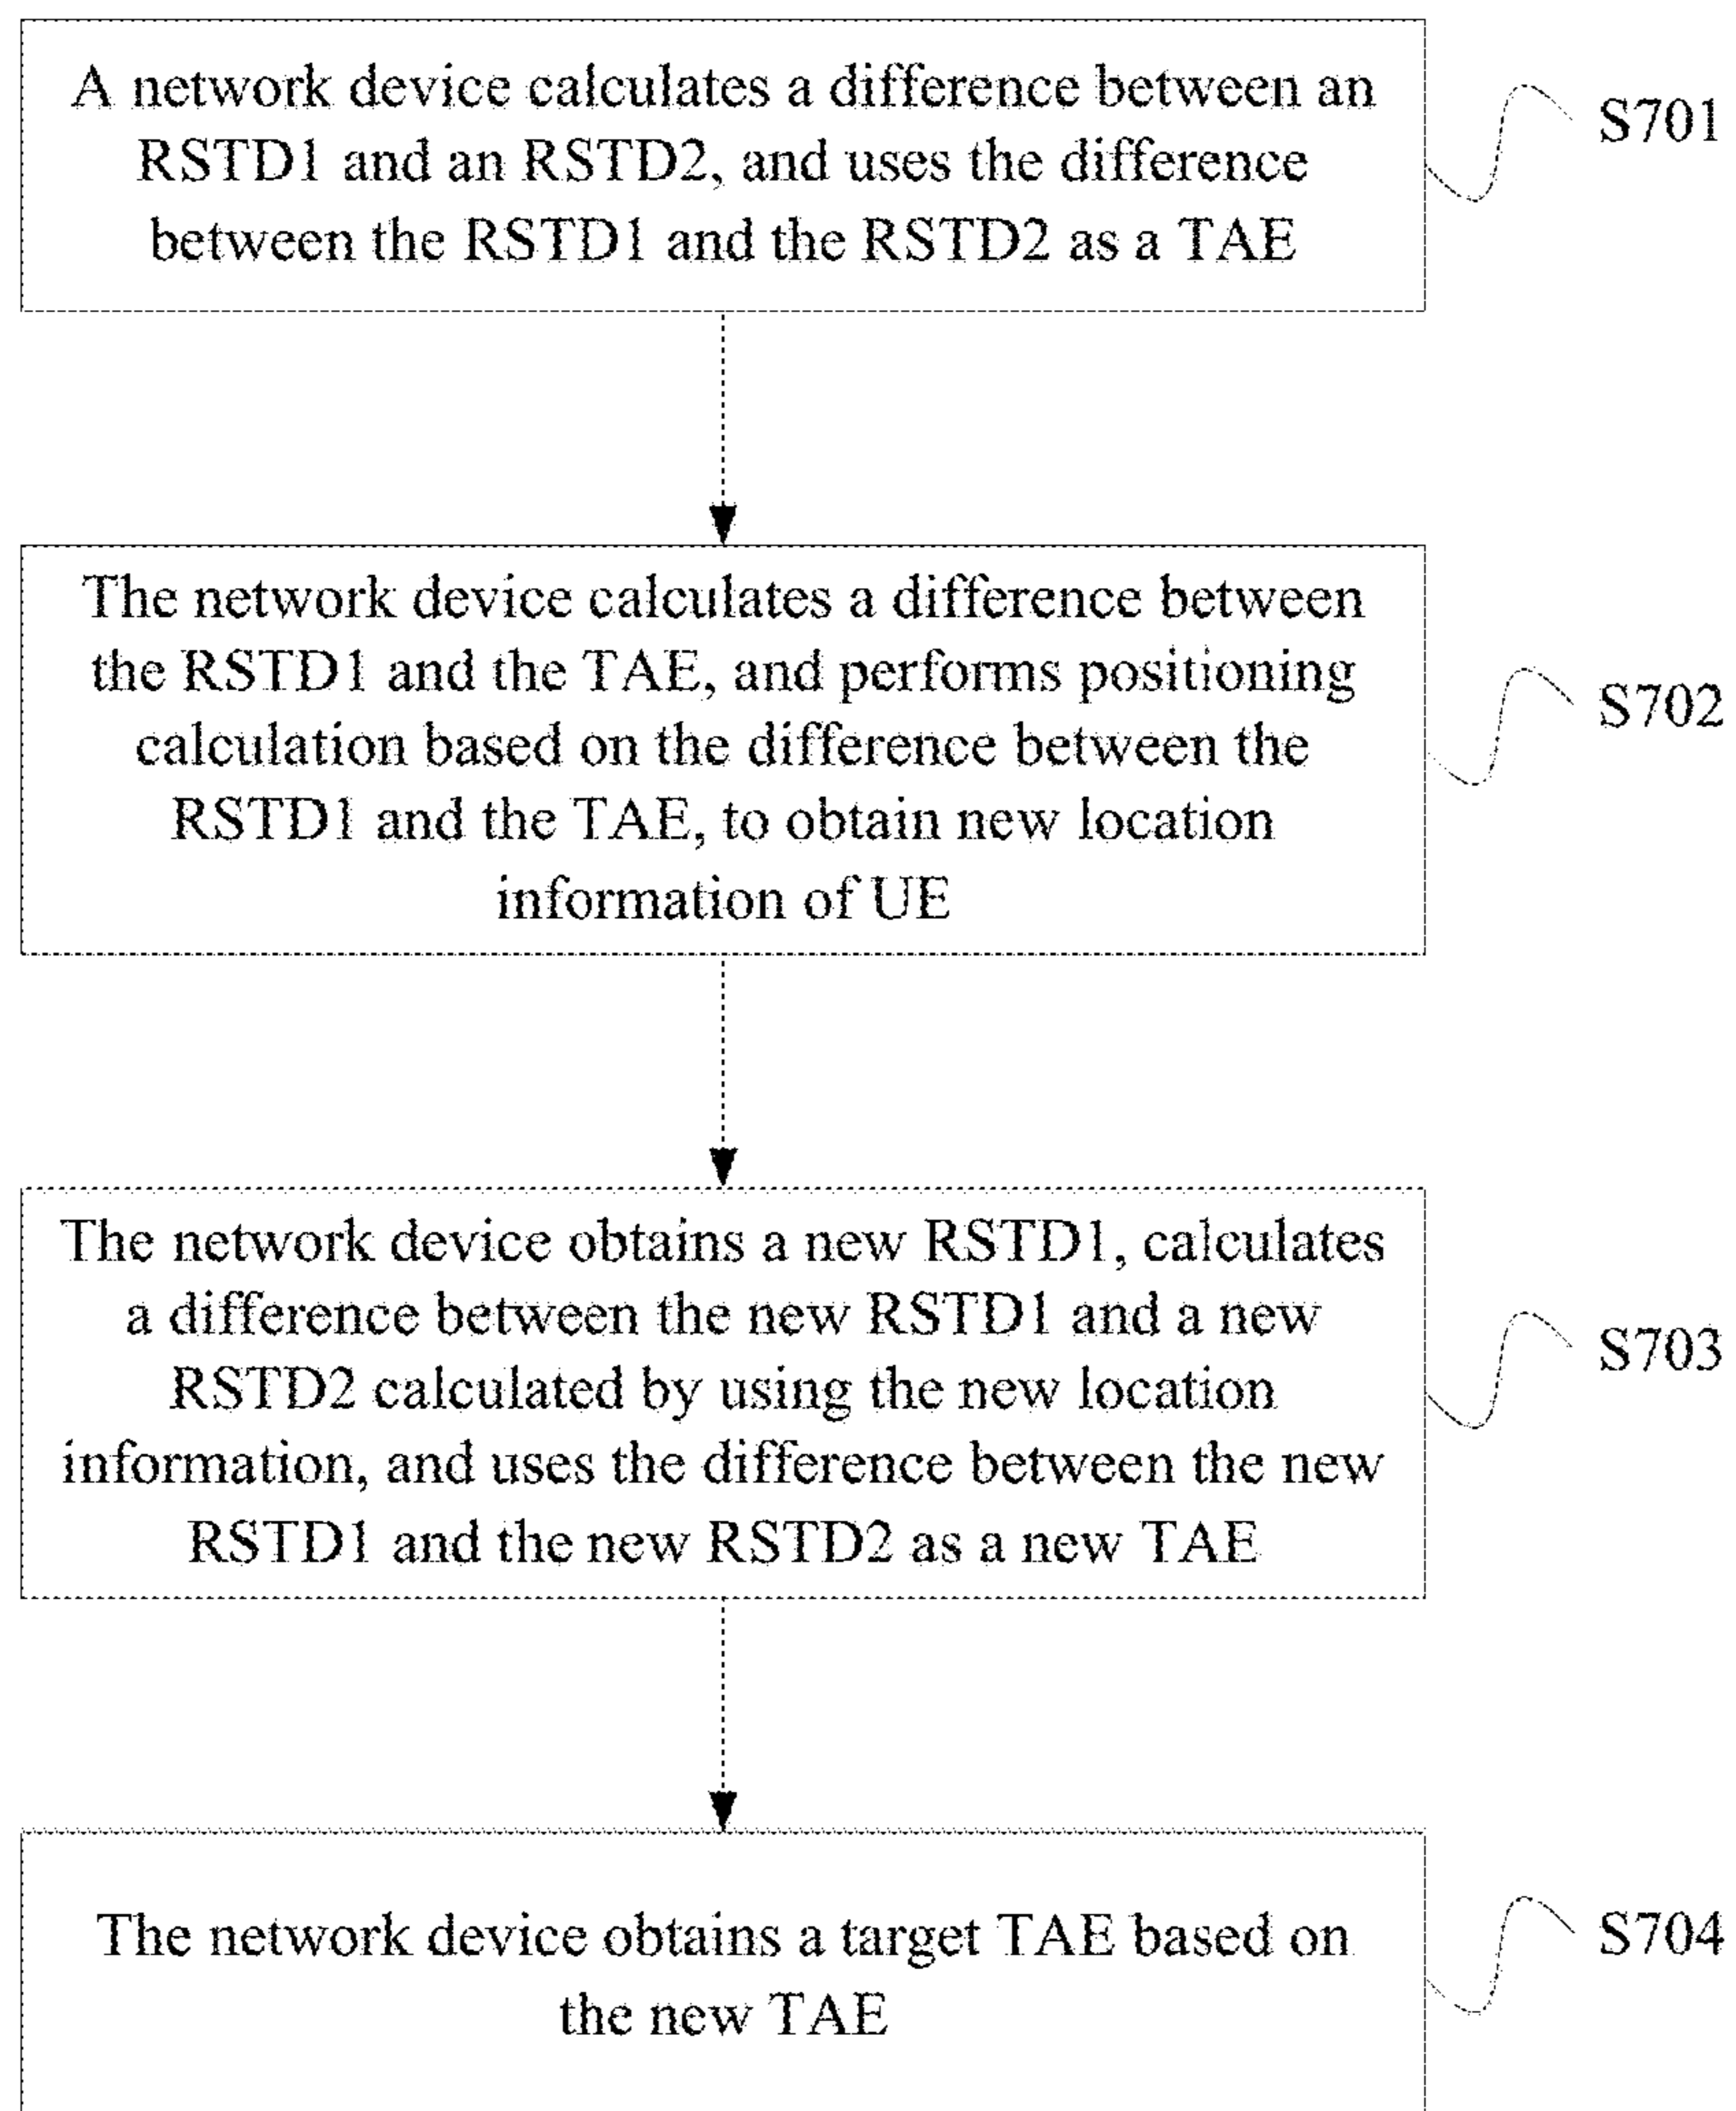 A network device calculates a difference between an
RSTD1 and an RSTD2, and uses the difference
between the RSTD1 and the RSTD2 as a TAE
S701
The network device calculates a difference between
the RSTD1 and the TAE, and performs positioning
calculation based on the difference between the
RSTD1 and the TAE, to obtain new location
information of UE
S702
The network device obtains a new RSTD1, calculates
a difference between the new RSTD1 and a new
RSTD2 calculated by using the new location
information, and uses the difference between the new
RSTD1 and the new RSTD2 as a new TAE
S703
The network device obtains a target TAE based on
the new TAE
S704